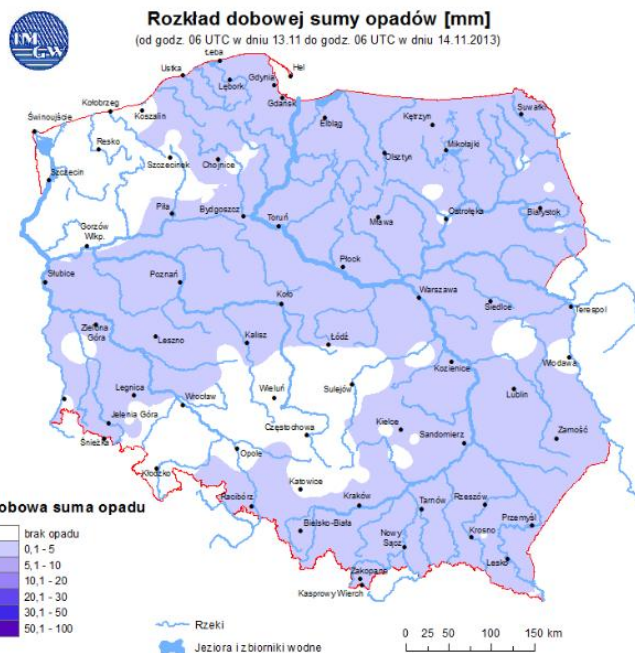 IMGW
Rozkład dobowej sumy opadów [mm]
(od godz. 06 UTC w dniu 13.11 do godz. 06 UTC w dniu 14.11.2013)
Łeba
Hel
Ustka
Gdynia
Lębork
Suwałki
Kołobrzeg
Gdańsk
Koszalin
Świnoujście
Elbląg
Kętrzyn
Resko
Mikołajki
Szczecinek
Chojnice
Olsztyn
Szczecin
Piła
Bydgoszcz
Toruń
Mława
Ostrołęka
Białystok
Gorzów
Wkp.
Płock
Słubice
Poznań
Koło
Warszawa
Siedlce
Terespol
Zielona
Góra
Leszno
Kalisz
Łódź
Kozienice
Włodawa
Legnica
Wrocław
Wieluń
Sulejów
Lublin
Jelenia Góra
Częstochowa
Kielce
Sandomierz
Zamość
Śnieżka
Opole
Kłodzko
Katowice
Racibórz
Kraków
Tarnów
Rzeszów
Przemyśl
Bielsko-Biała
Nowy
Sącz
Krosno
Lesko
Zakopane
Kasprowy Wierch
obowa suma opadu
brak opadu
0,1 - 5
5,1 - 10
10,1 - 20
20,1 - 30
30,1 - 50
50,1 - 100
Rzeki
Jeziora i zbiorniki wodne
0 25 50 100 150 km